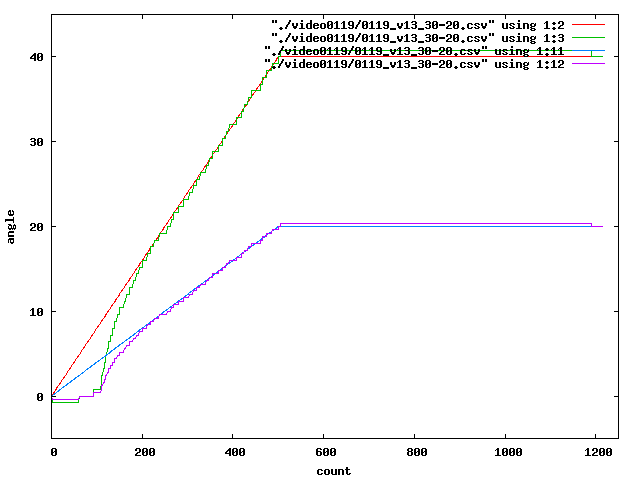 "./video0119/0119_v13_30-20.csv" using 1:2
"./video0119/0119_v13_30-20.csv" using 1:3
"./video0119/0119_v13_30-20.csv" using 1:11
"./video0119/0119_v13_30-20.csv" using 1:12
40
30
20
10
0
angle
0 200 400 600 800 1000 1200
count